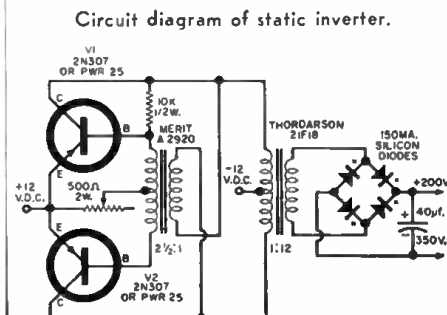 Circuit diagram of static inverter.
V1
2N307
OR PWR 25
C
B
E
10K
1/2W.
MERIT
A 2920
THORDARSON
21F18
150MA.
SILICON
DIODES
+12
V.D.C.
500Ω
2W.
-12
V.D.C.
+200V.
40µf.
350V.
+
-
E
B
C
2½:1
1:12
V2
2N307
OR PWR 25